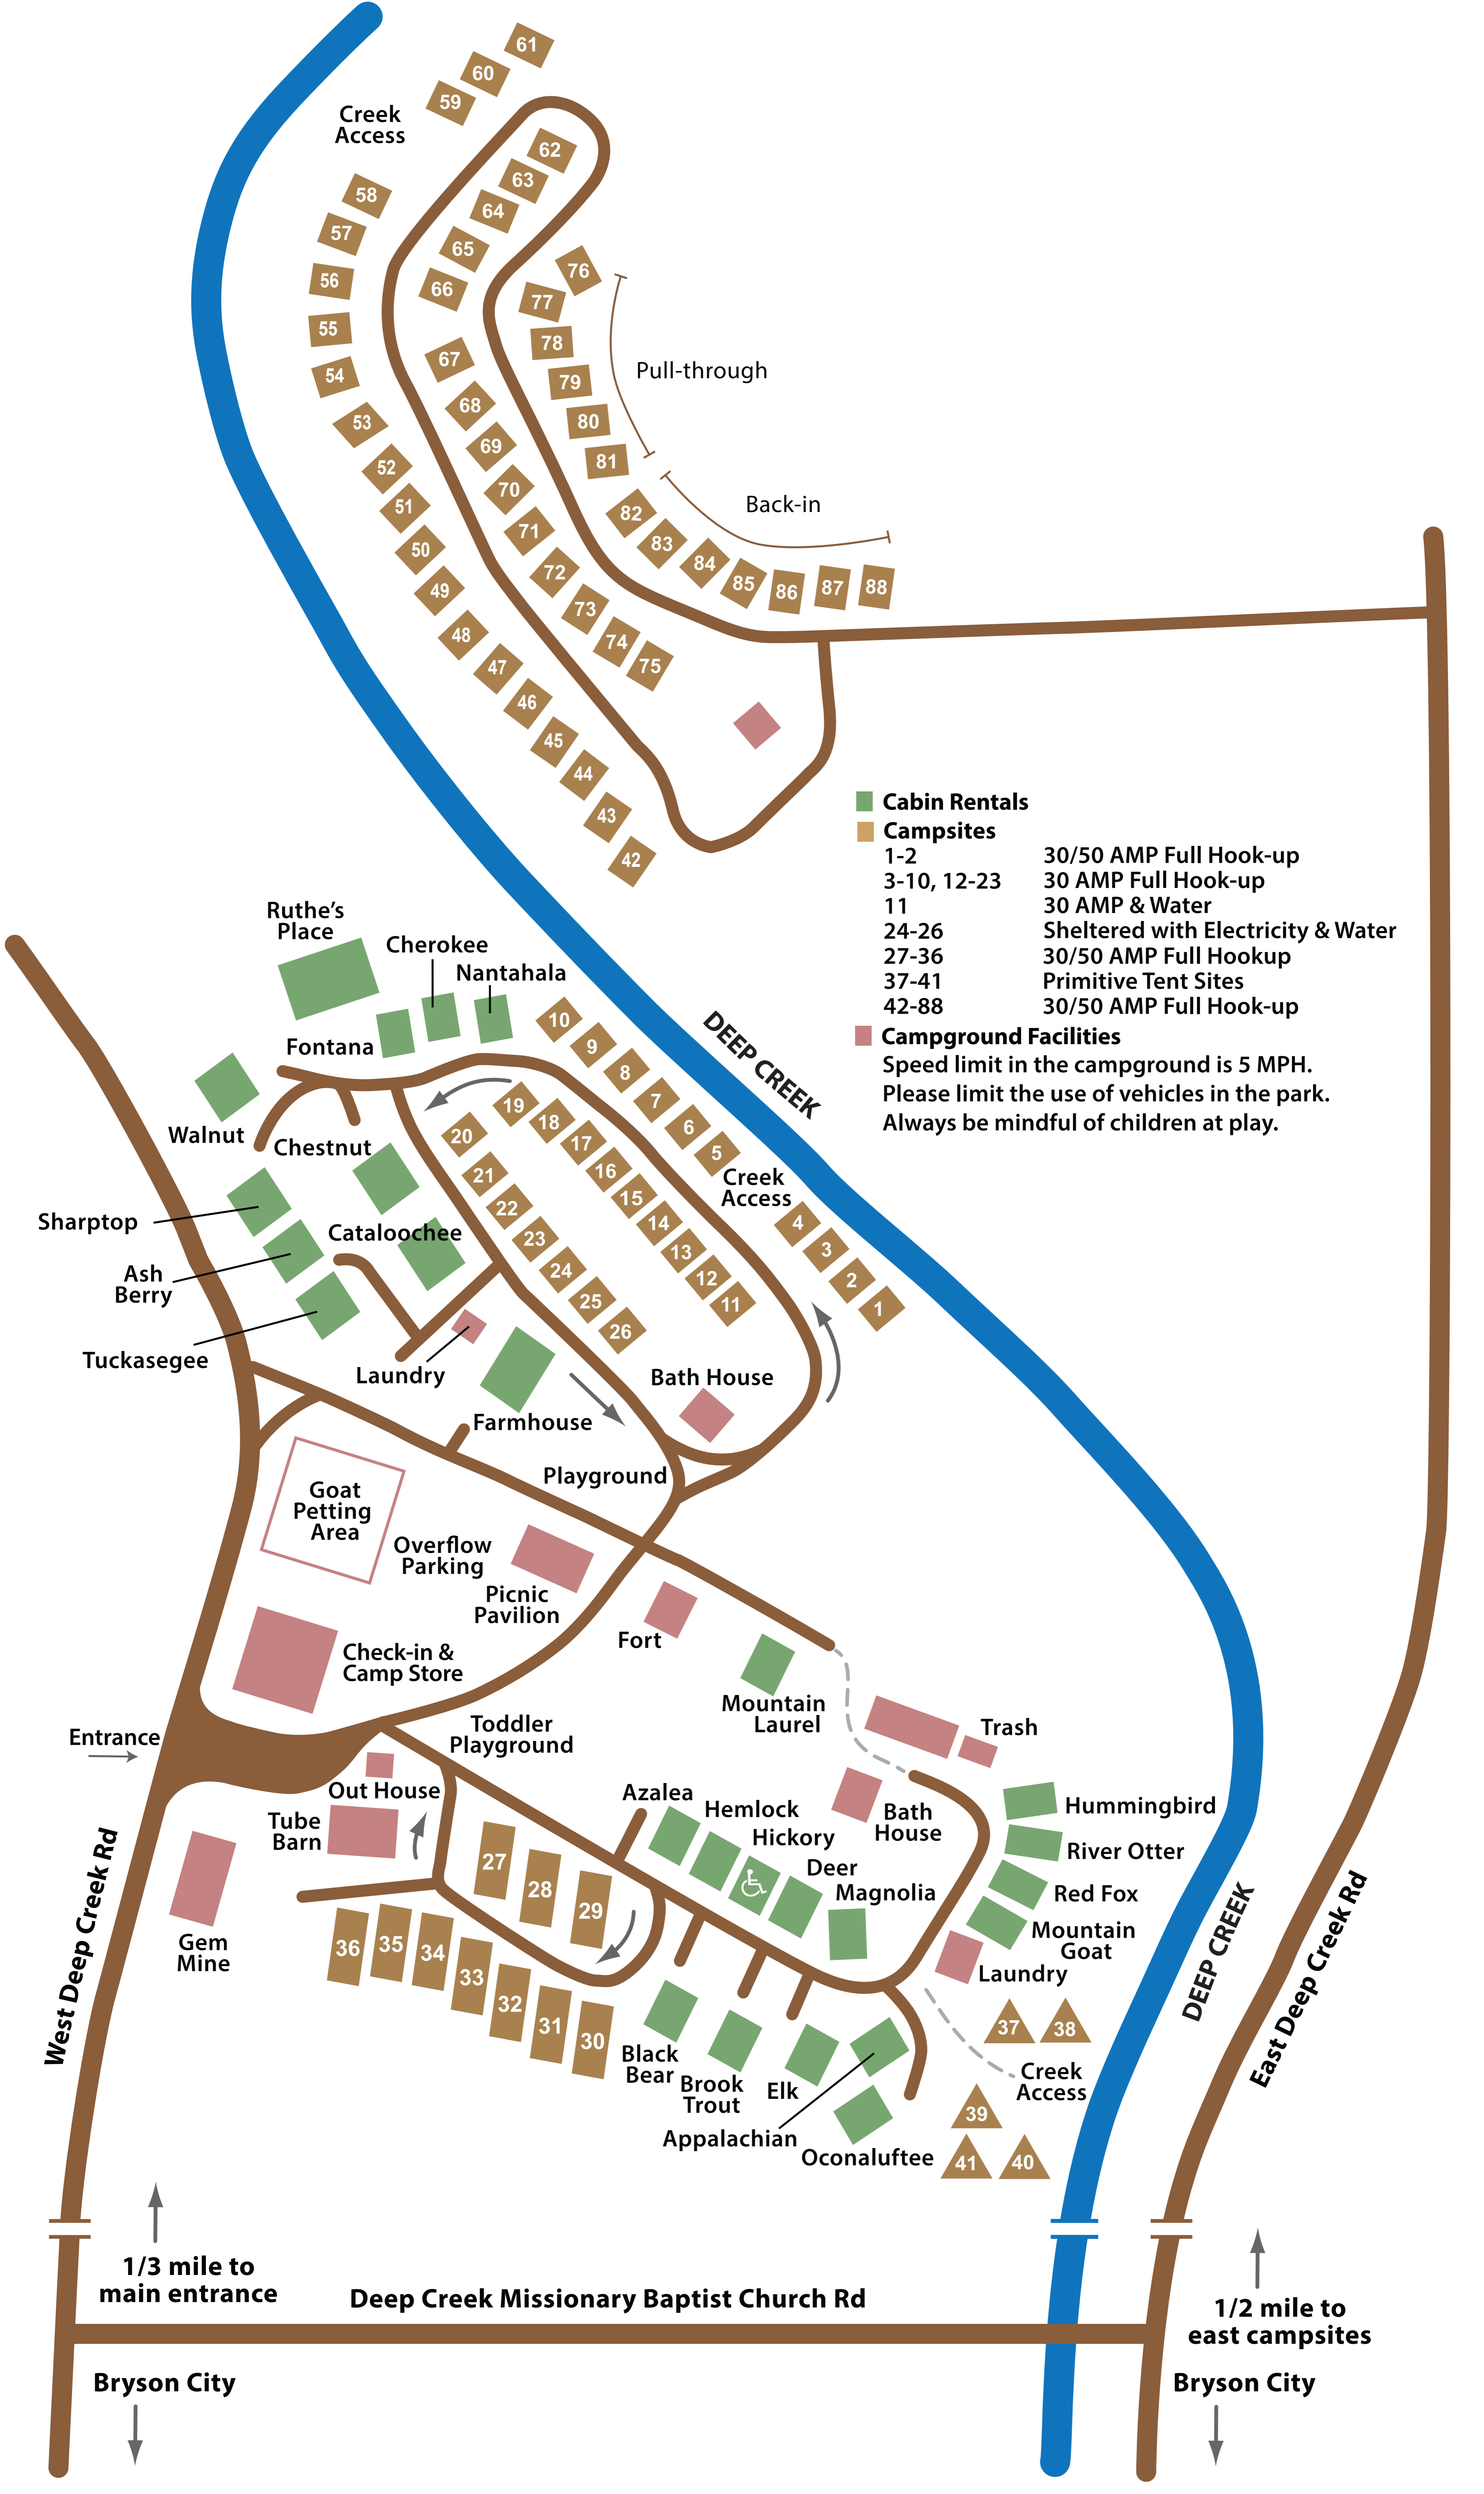 61
60
59
Creek
Access
62
63
64
65
66
58
57
56
55
54
53
52
51
50
49
48
47
46
45
44
43
42
67
68
69
70
71
72
73
74
75
76
77
78
79
80
81
Pull-through
82
83
84
85
86
87
88
Back-in
Cabin Rentals
Campsites
1-2 30/50 AMP Full Hook-up
3-10, 12-23 30 AMP Full Hook-up
11 30 AMP & Water
24-26 Sheltered with Electricity & Water
27-36 30/50 AMP Full Hookup
37-41 Primitive Tent Sites
42-88 30/50 AMP Full Hook-up
Campground Facilities
Speed limit in the campground is 5 MPH.
Please limit the use of vehicles in the park.
Always be mindful of children at play.
Ruthe's
Place
Cherokee
Nantahala
Fontana
Walnut
Chestnut
Sharptop
Cataloochee
Ash
Berry
Tuckasegee
Laundry
Farmhouse
DEEP CREEK
10
9
8
7
6
5
Creek
Access
4
3
2
1
19
18
17
16
15
14
13
12
11
20
21
22
23
24
25
26
Bath House
Playground
Goat
Petting
Area
Overflow
Parking
Picnic
Pavilion
Fort
Check-in &
Camp Store
Mountain
Laurel
Trash
Entrance
Toddler
Playground
Out House
Tube
Barn
Gem
Mine
West Deep Creek Rd
27
28
29
36
35
34
33
32
31
30
Azalea
Hemlock
Hickory
Deer
Magnolia
Bath
House
Hummingbird
River Otter
Red Fox
Mountain
Goat
Laundry
37
38
Creek
Access
39
41
40
Black
Bear
Brook
Trout
Elk
Appalachian
Oconaluftee
DEEP CREEK
East Deep Creek Rd
1/3 mile to
main entrance
Deep Creek Missionary Baptist Church Rd
1/2 mile to
east campsites
Bryson City
Bryson City